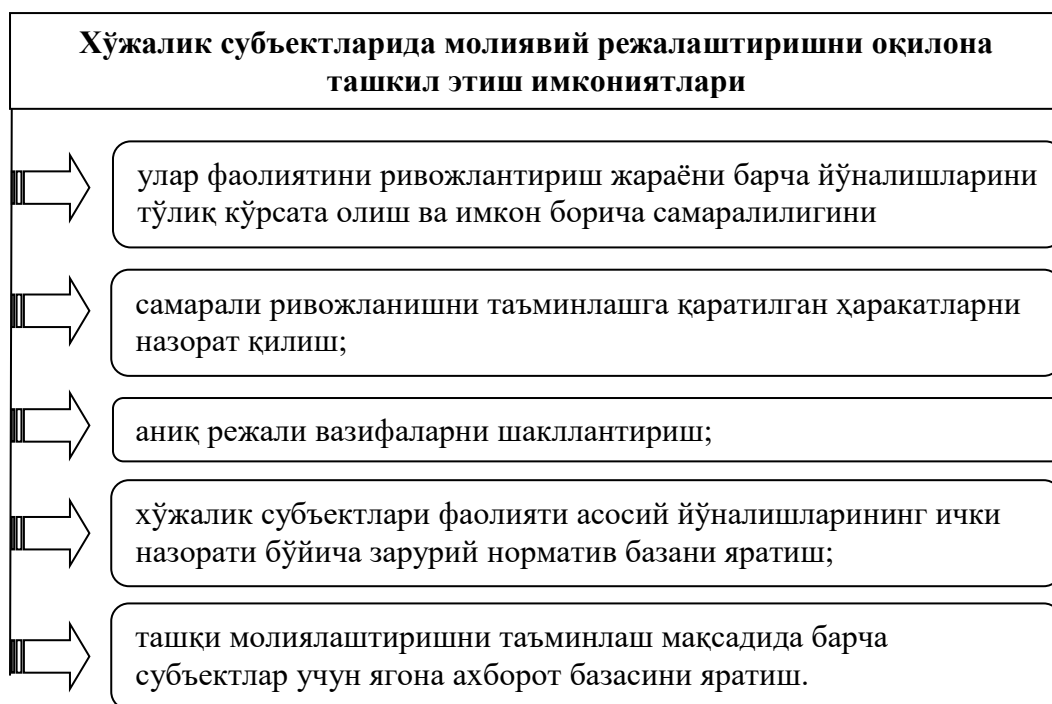 Хўжалик субъектларида молиявий режалаштиришни оқилона
ташкил этиш имкониятлари
улар фаолиятини ривожлантириш жараёни барча йўналишларини
тўлиқ кўрсата олиш ва имкон борича самаралилигини
самарали ривожланишни таъминлашга қаратилган ҳаракатларни
назорат қилиш;
аниқ режали вазифаларни шакллантириш;
хўжалик субъектлари фаолияти асосий йўналишларининг ички
назорати бўйича зарурий норматив базани яратиш;
ташқи молиялаштиришни таъминлаш мақсадида барча
субъектлар учун ягона ахборот базасини яратиш.